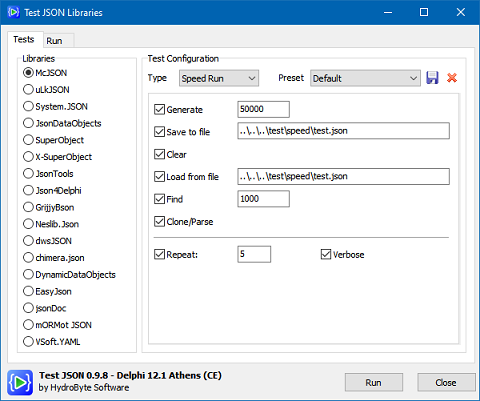 Test JSON Libraries
Tests Run
Libraries
McJSON
uLkJSON
System.JSON
JsonDataObjects
SuperObject
X-SuperObject
JsonTools
Json4Delphi
GrijjyBson
Neslib.Json
dwsJSON
chimera.json
DynamicDataObjects
EasyJson
jsonDoc
mORMot JSON
VSoft.YAML
Test Configuration
Type Speed Run Preset Default
Generate 50000
Save to file ..\..\..\test\speed\test.json
Clear
Load from file ..\..\..\test\speed\test.json
Find 1000
Clone/Parse
Repeat: 5 Verbose
Test JSON 0.9.8 - Delphi 12.1 Athens (CE)
by HydroByte Software
Run Close